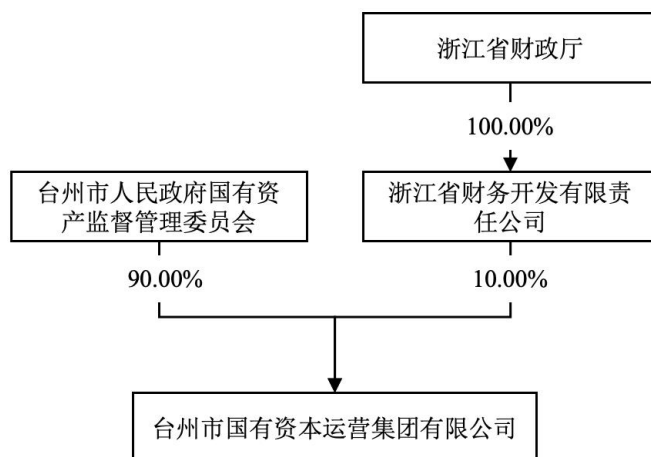 浙江省财政厅
100.00%
台州市人民政府国有资
产监督管理委员会
浙江省财务开发有限责
任公司
90.00%
10.00%
台州市国有资本运营集团有限公司